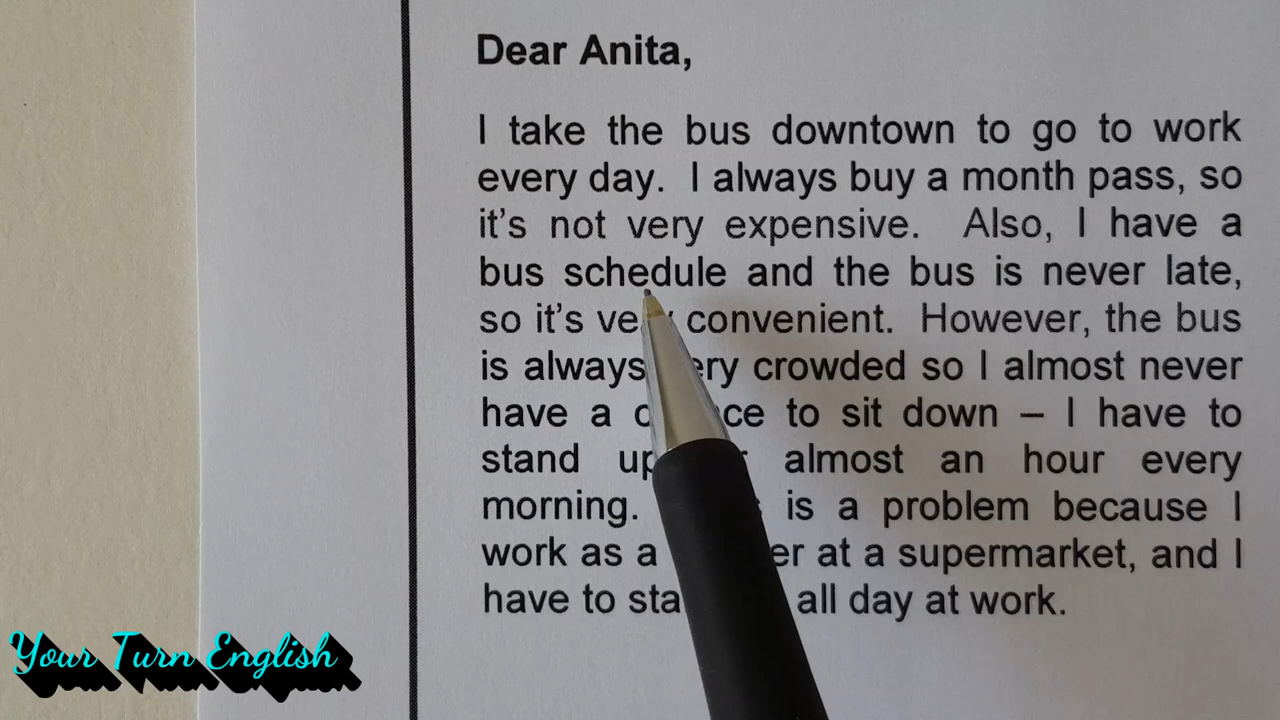 Dear Anita,
I take the bus downtown to go to work
every day. I always buy a month pass, so
it's not very expensive. Also, I have a
bus schedule and the bus is never late,
so it's very convenient. However, the bus
is always very crowded so I almost never
have a to sit down – I have to
stand up almost an hour every
morning. is a problem because I
work as a at a supermarket, and I
have to all day at work.
Your Turn English